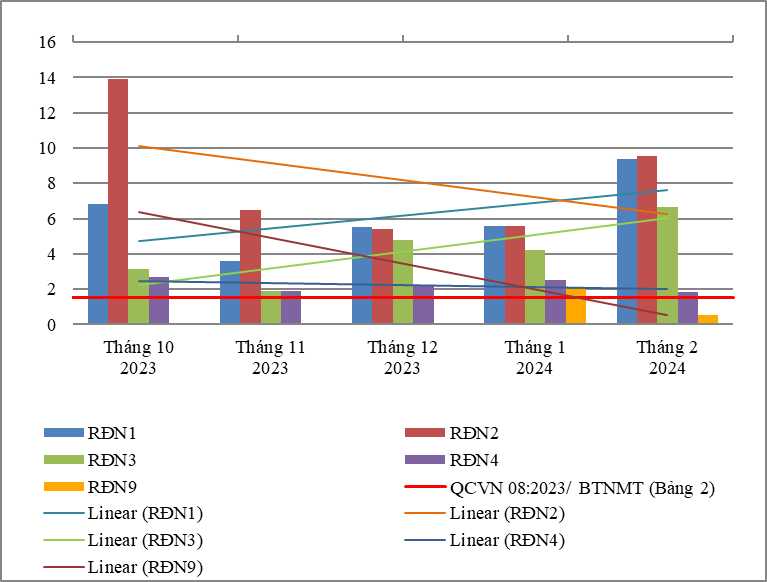 16
14
12
10
8
6
4
2
0
Tháng 10
2023
Tháng 11
2023
Tháng 12
2023
Tháng 1
2024
Tháng 2
2024
RĐN1
RĐN2
RĐN3
RĐN4
RĐN9
QCVN 08:2023/ BTNMT (Bảng 2)
Linear (RĐN1)
Linear (RĐN2)
Linear (RĐN3)
Linear (RĐN4)
Linear (RĐN9)